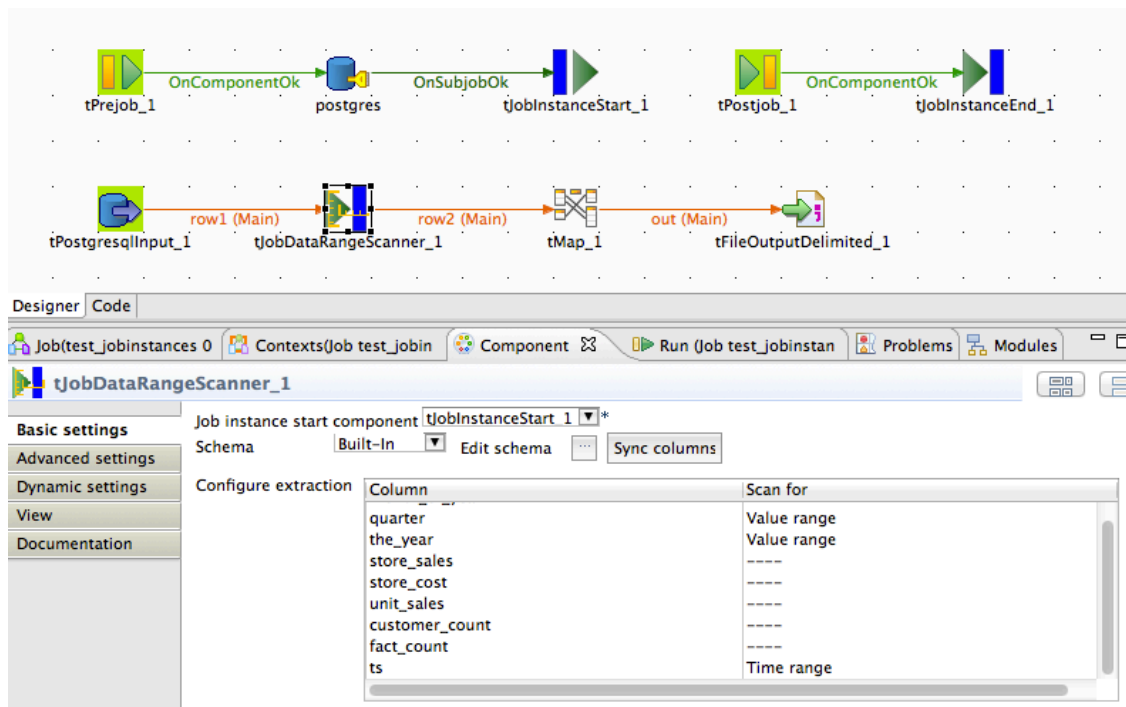 OnComponentOk OnSubjobOk OnComponentOk
tPrejob_1 postgres tJobInstanceStart_1 tPostjob_1 tJobInstanceEnd_1
row1 (Main) row2 (Main) out (Main)
tPostgresqlInput_1 tJobDataRangeScanner_1 tMap_1 tFileOutputDelimited_1
Designer Code
Job(test_jobinstances 0 Contexts(Job test_jobin Component Run (Job test_jobinstan Problems Modules
tJobDataRangeScanner_1
Basic settings
Advanced settings
Dynamic settings
View
Documentation
Job instance start component tJobInstanceStart_1 *
Schema Built-In Edit schema ... Sync columns
Configure extraction
Column Scan for
quarter Value range
the_year Value range
store_sales ----
store_cost ----
unit_sales ----
customer_count ----
fact_count ----
ts Time range